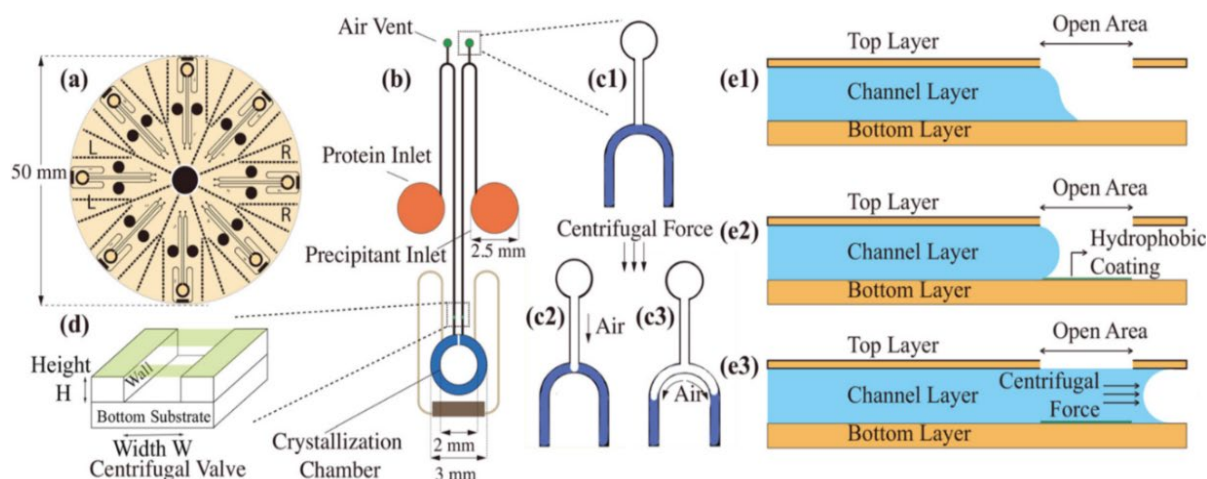 (a)
50 mm
L
L
R
R
(b)
Air Vent
Protein Inlet
Precipitant Inlet
2.5 mm
Crystallization
Chamber
2 mm
3 mm
(c1)
Centrifugal Force
(c2)
Air
(c3)
Air
(d)
Height
H
Wall
Bottom Substrate
Width W
Centrifugal Valve
(e1)
Open Area
Top Layer
Channel Layer
Bottom Layer
(e2)
Open Area
Top Layer
Channel Layer
Hydrophobic
Coating
Bottom Layer
(e3)
Open Area
Top Layer
Channel Layer
Centrifugal
Force
Bottom Layer